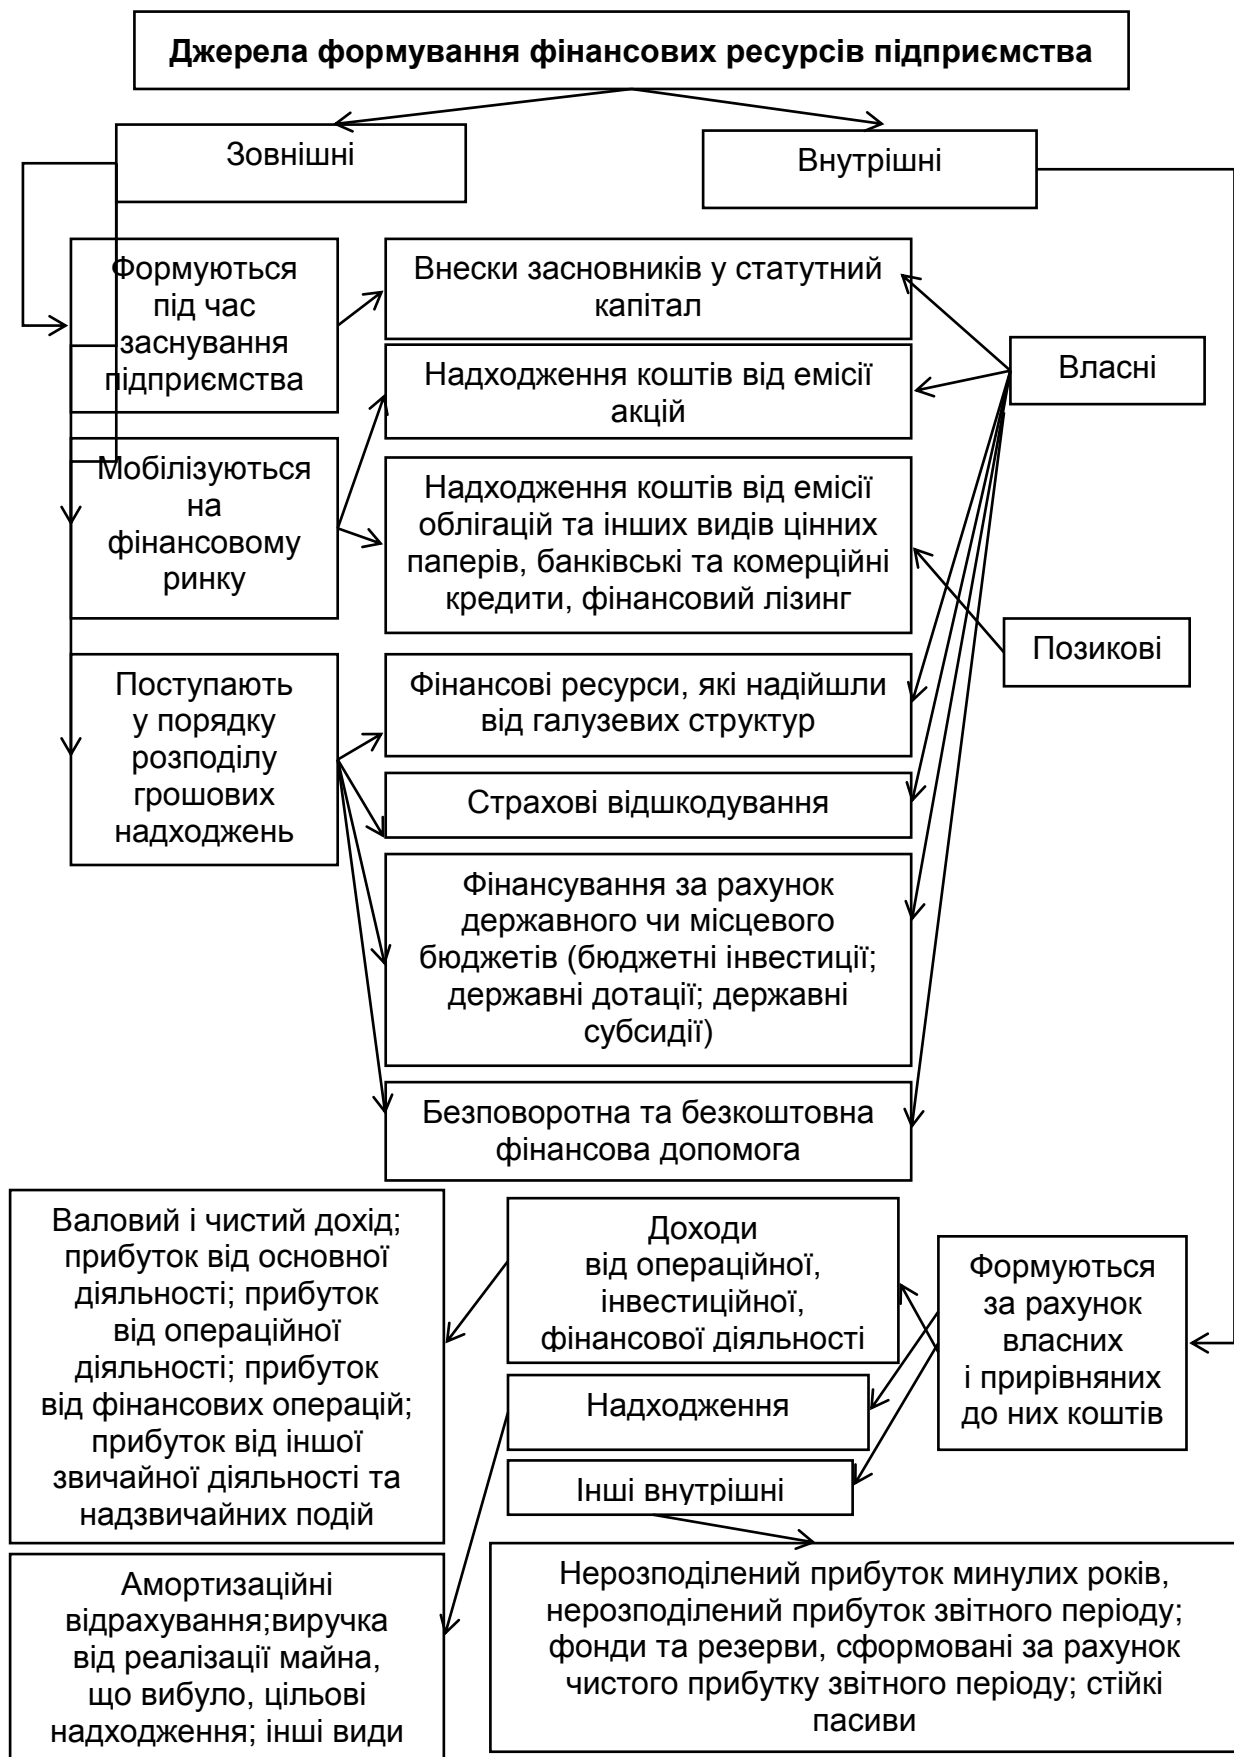 Джерела формування фінансових ресурсів підприємства
Зовнішні
Внутрішні
Формуються
під час
заснування
підприємства
Внески засновників у статутний
капітал
Власні
Надходження коштів від емісії
акцій
Мобілізуються
на
фінансовому
ринку
Надходження коштів від емісії
облігацій та інших видів цінних
паперів, банківські та комерційні
кредити, фінансовий лізинг
Позикові
Поступають
у порядку
розподілу
грошових
надходжень
Фінансові ресурси, які надійшли
від галузевих структур
Страхові відшкодування
Фінансування за рахунок
державного чи місцевого
бюджетів (бюджетні інвестиції;
державні дотації; державні
субсидії)
Безповоротна та безкоштовна
фінансова допомога
Валовий і чистий дохід;
прибуток від основної
діяльності; прибуток
від операційної
діяльності; прибуток
від фінансових операцій;
прибуток від іншої
звичайної діяльності та
надзвичайних подій
Доходи
від операційної,
інвестиційної,
фінансової діяльності
Формуються
за рахунок
власних
і прирівняних
до них коштів
Надходження
Інші внутрішні
Амортизаційні
відрахування;виручка
від реалізації майна,
що вибуло, цільові
надходження; інші види
Нерозподілений прибуток минулих років,
нерозподілений прибуток звітного періоду;
фонди та резерви, сформовані за рахунок
чистого прибутку звітного періоду; стійкі
пасиви